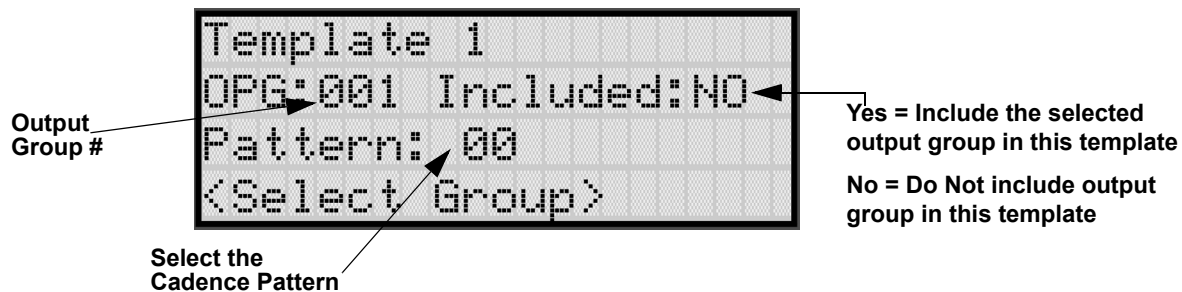 Template 1
OPG:001 Included:NO
Pattern: 00
<Select Group>
Output
Group #
Select the
Cadence Pattern
Yes = Include the selected
output group in this template
No = Do Not include output
group in this template